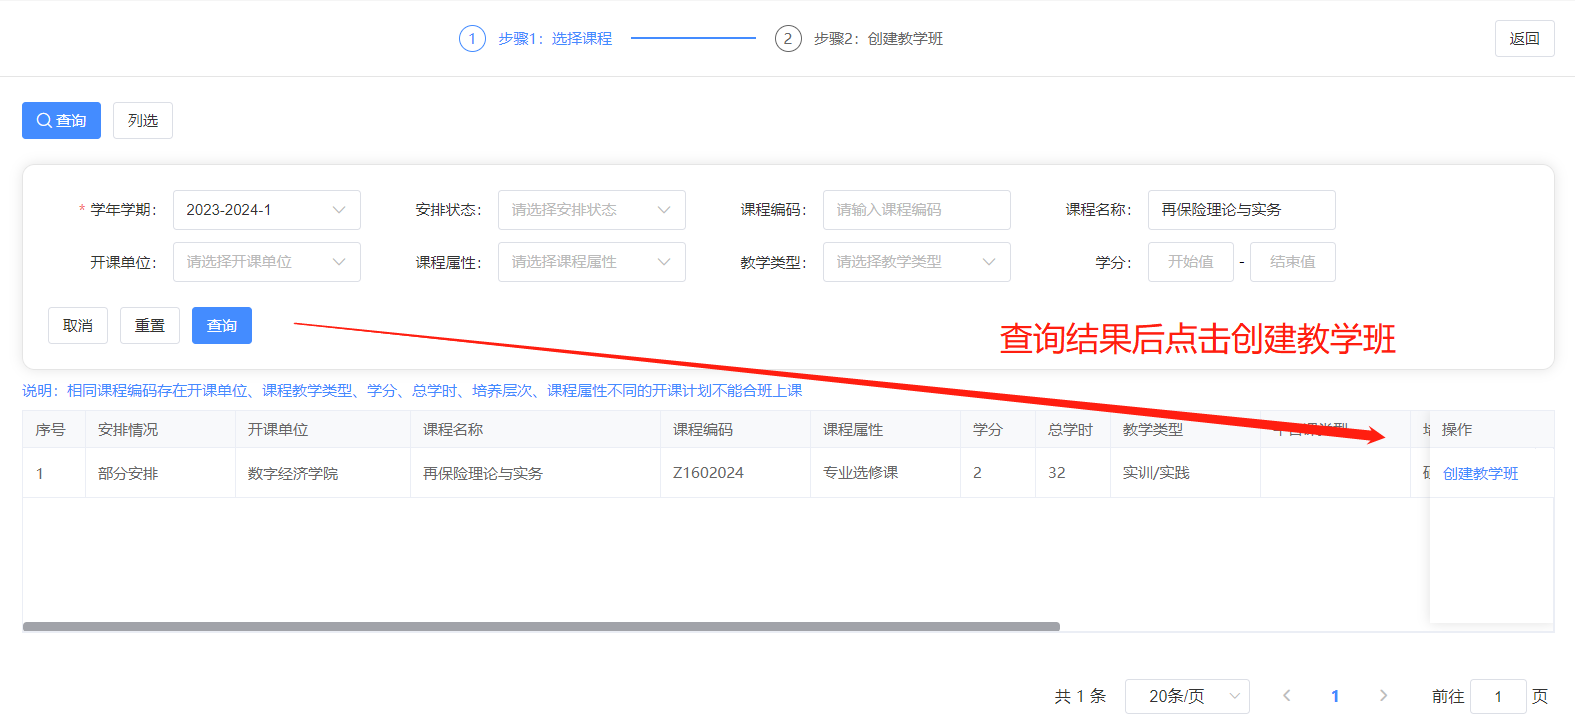 1 步骤1：选择课程 2 步骤2：创建教学班 返回
查询 列选
* 学年学期： 2023-2024-1 安排状态： 请选择安排状态 课程编码： 请输入课程编码 课程名称： 再保险理论与实务
开课单位： 请选择开课单位 课程属性： 请选择课程属性 教学类型： 请选择教学类型 学分： 开始值 - 结束值
取消 重置 查询
查询结果后点击创建教学班
说明：相同课程编码存在开课单位、课程教学类型、学分、总学时、培养层次、课程属性不同的开课计划不能合班上课
序号 安排情况 开课单位 课程名称 课程编码 课程属性 学分 总学时 教学类型 操作
1 部分安排 数字经济学院 再保险理论与实务 Z1602024 专业选修课 2 32 实训/实践 创建教学班
共 1 条 20条/页 1 前往 1 页